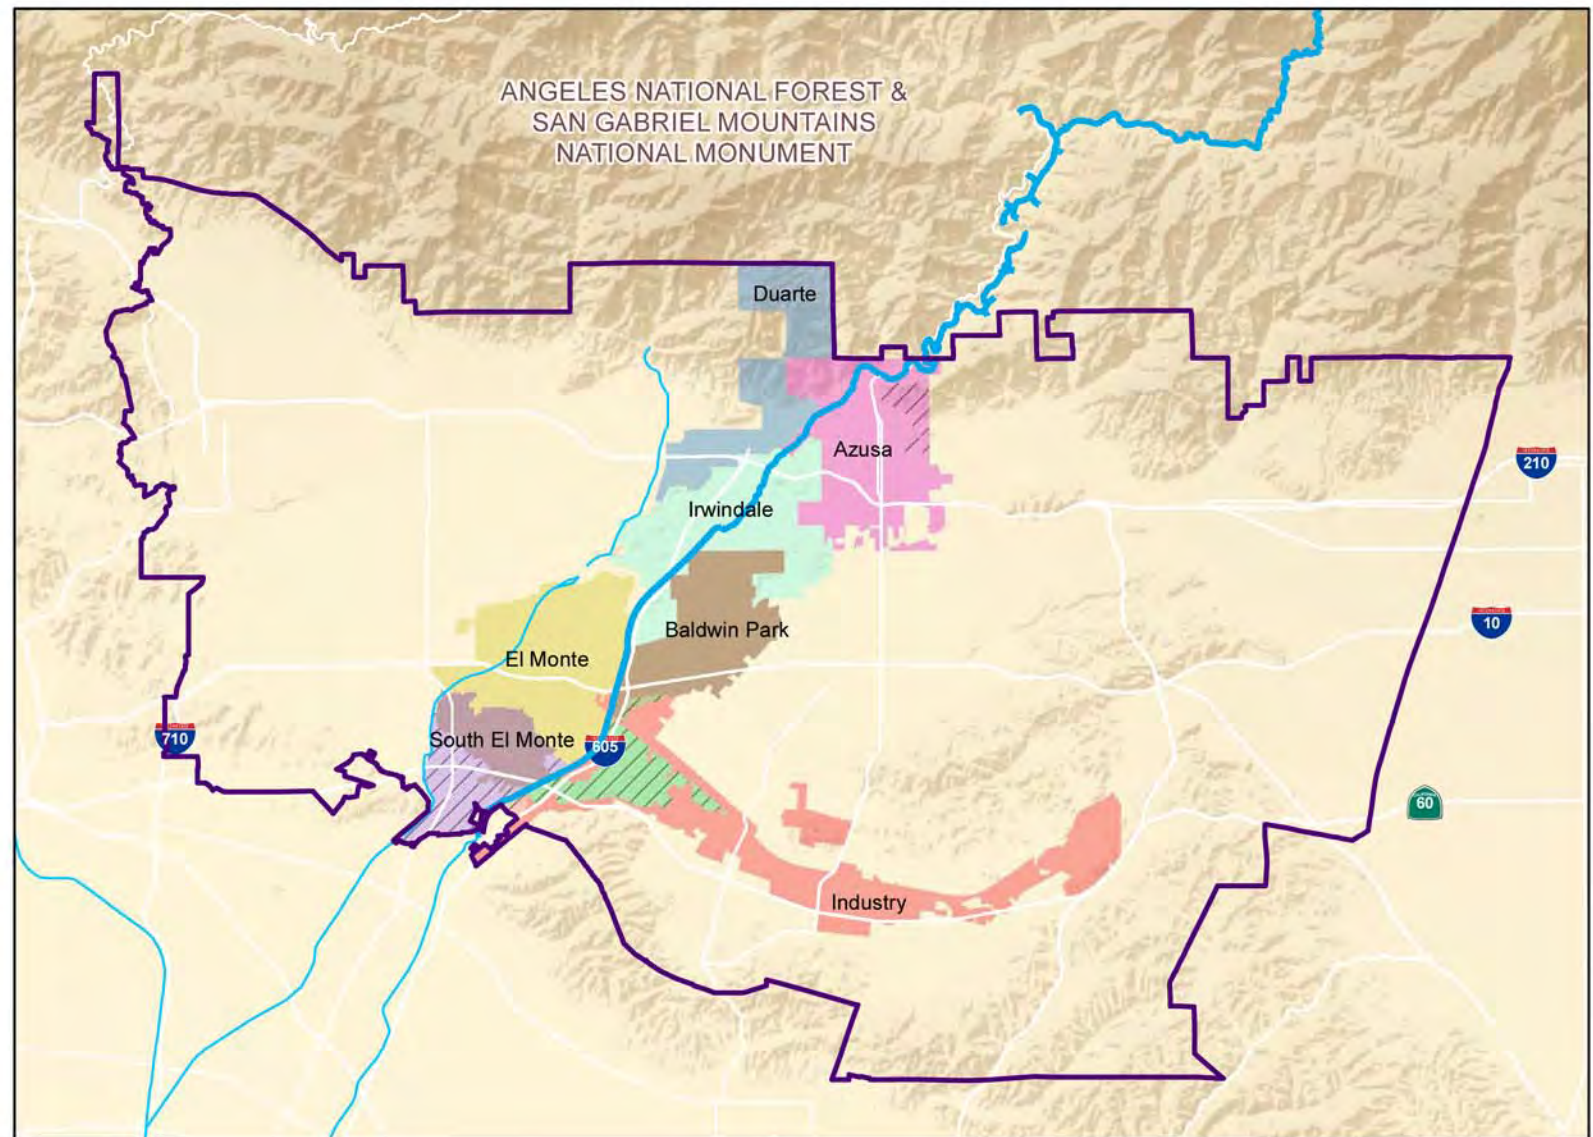 ANGELES NATIONAL FOREST &
SAN GABRIEL MOUNTAINS
NATIONAL MONUMENT
Duarte
Azusa
210
Irwindale
10
Baldwin Park
El Monte
710
South El Monte
605
60
Industry